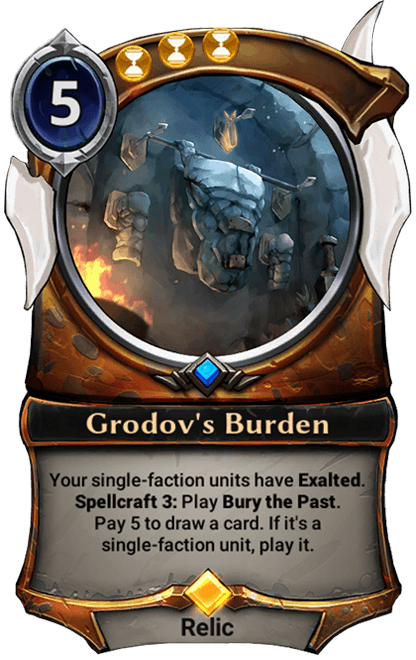 5
Grodov's Burden
Your single-faction units have Exalted.
Spellcraft 3: Play Bury the Past.
Pay 5 to draw a card. If it's a
single-faction unit, play it.
Relic